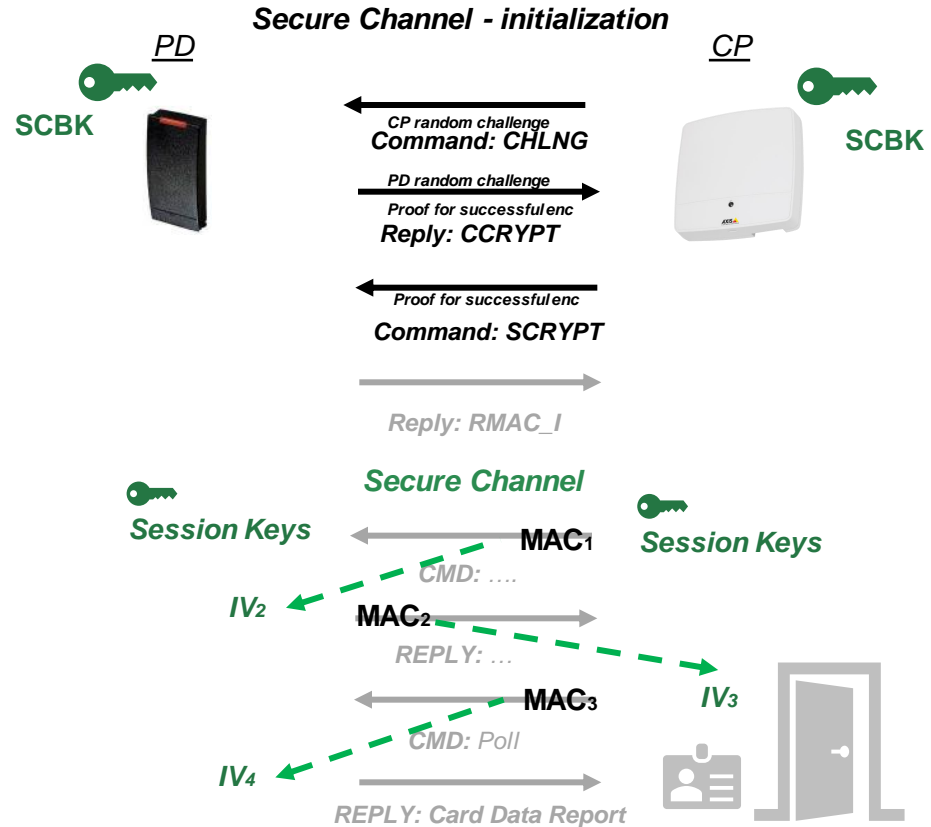 Secure Channel - initialization
PD
CP
SCBK
SCBK
CP random challenge
Command: CHLNG
PD random challenge
Proof for successful enc
Reply: CCRYPT
AXIS
Proof for successful enc
Command: SCRYPT
Reply: RMAC_I
Secure Channel
Session Keys
Session Keys
MAC1
CMD: ....
IV2
MAC2
REPLY: ...
IV3
MAC3
CMD: Poll
IV4
REPLY: Card Data Report